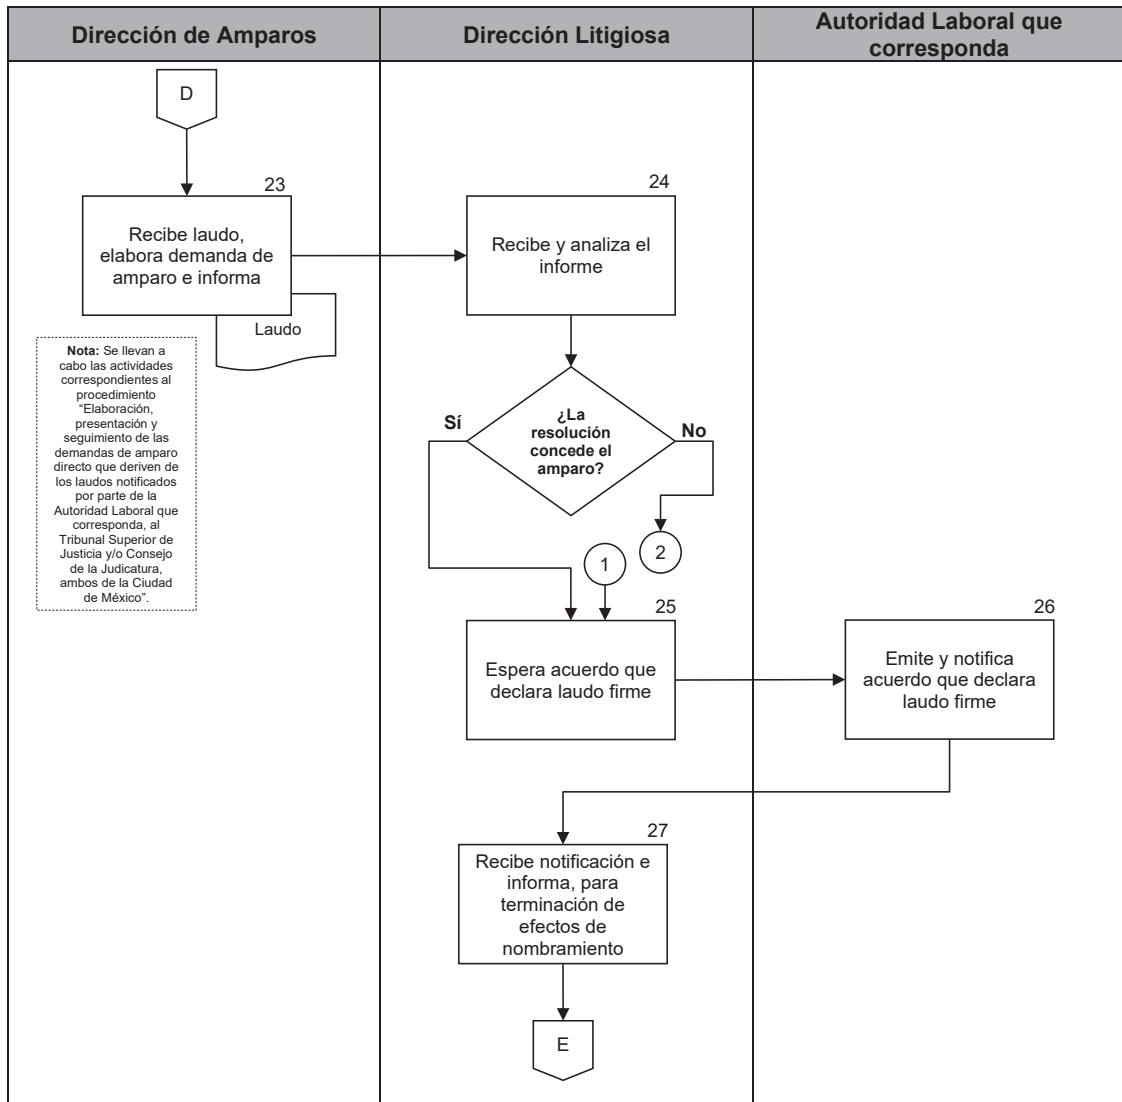 Dirección de Amparos
Dirección Litigiosa
Autoridad Laboral que
corresponda
D
23
Recibe laudo,
elabora demanda de
amparo e informa
Laudo
Nota: Se llevan a
cabo las actividades
correspondientes al
procedimiento
“Elaboración,
presentación y
seguimiento de las
demandas de amparo
directo que deriven de
los laudos notificados
por parte de la
Autoridad Laboral que
corresponda, al
Tribunal Superior de
Justicia y/o Consejo
de la Judicatura,
ambos de la Ciudad
de México”.
24
Recibe y analiza el
informe
¿La
resolución
concede el
amparo?
Sí
No
2
1
25
Espera acuerdo que
declara laudo firme
26
Emite y notifica
acuerdo que declara
laudo firme
27
Recibe notificación e
informa, para
terminación de
efectos de
nombramiento
E